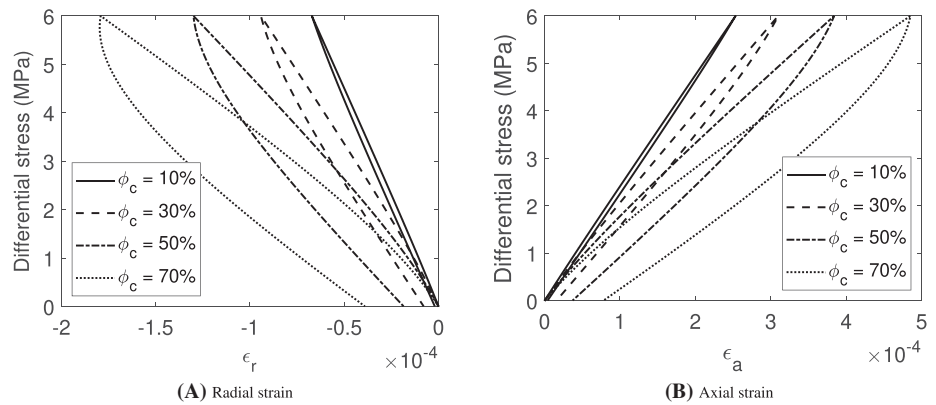 Differential stress (MPa)
6
5
4
3
2
1
0
ϕc = 10%
ϕc = 30%
ϕc = 50%
ϕc = 70%
-2
-1.5
-1
-0.5
0
×10-4
ϵr
(A) Radial strain
Differential stress (MPa)
6
5
4
3
2
1
0
ϕc = 10%
ϕc = 30%
ϕc = 50%
ϕc = 70%
0
1
2
3
4
5
×10-4
ϵa
(B) Axial strain